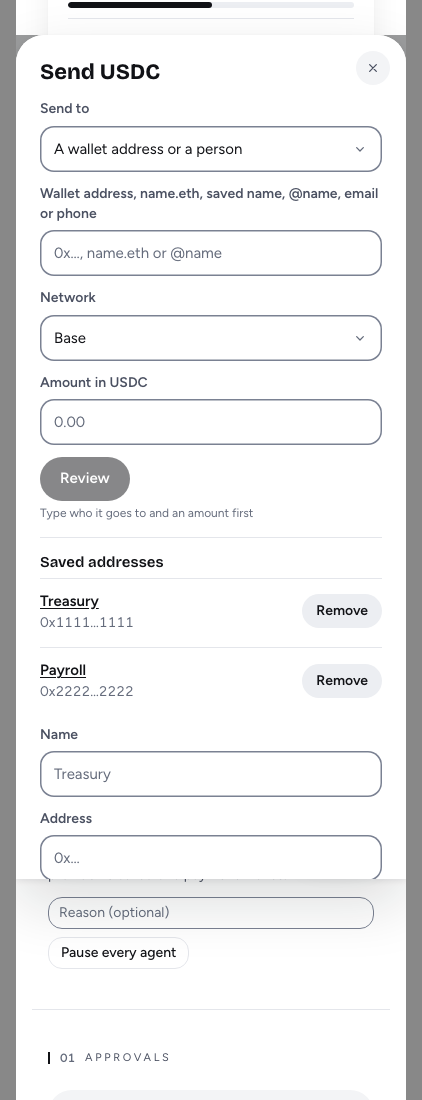 Send USDC
Send to
A wallet address or a person
Wallet address, name.eth, saved name, @name, email
or phone
0x…, name.eth or @name
Network
Base
Amount in USDC
0.00
Review
Type who it goes to and an amount first
Saved addresses
Treasury
0x1111…1111
Remove
Payroll
0x2222…2222
Remove
Name
Treasury
Address
0x…
Reason (optional)
Pause every agent
01 APPROVALS